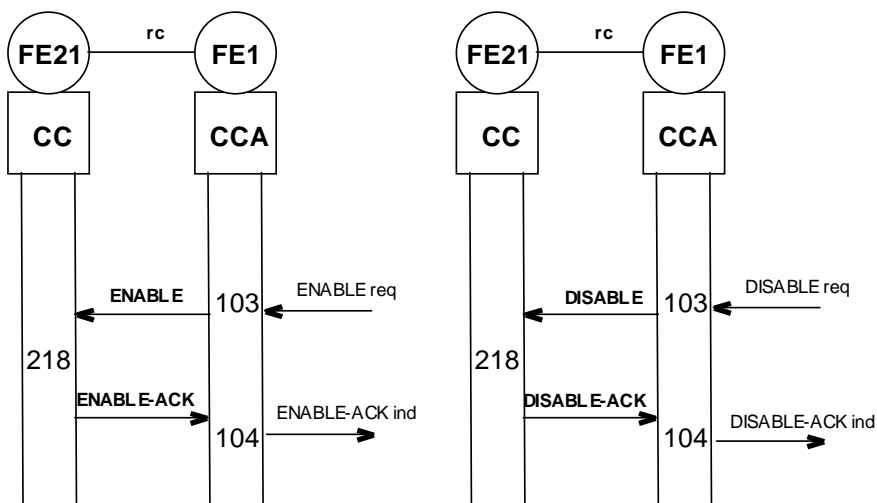 rc
FE21
FE1
CC
CCA
ENABLE
103
ENABLE req
218
ENABLE-ACK
104
ENABLE-ACK ind
rc
FE21
FE1
CC
CCA
DISABLE
103
DISABLE req
218
DISABLE-ACK
104
DISABLE-ACK ind